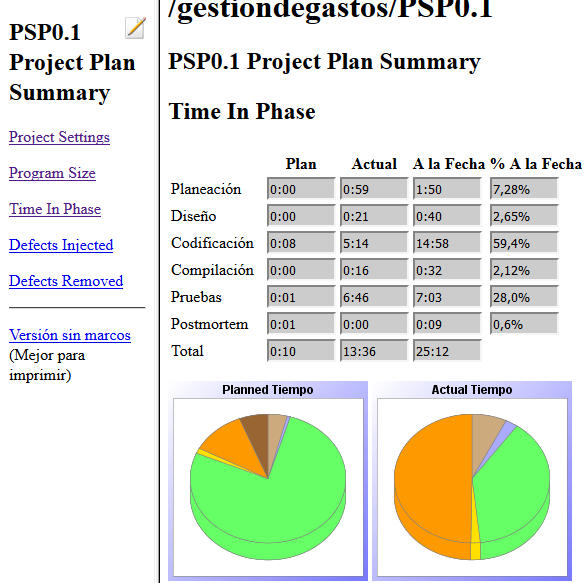 PSP0.1
Project Plan
Summary
Project Settings
Program Size
Time In Phase
Defects Injected
Defects Removed
Versión sin marcos
(Mejor para
imprimir)
/gestiondegastos/PSP0.1
PSP0.1 Project Plan Summary
Time In Phase
Plan Actual A la Fecha % A la Fecha
Planeación 0:00 0:59 1:50 7,28%
Diseño 0:00 0:21 0:40 2,65%
Codificación 0:08 5:14 14:58 59,4%
Compilación 0:00 0:16 0:32 2,12%
Pruebas 0:01 6:46 7:03 28,0%
Postmortem 0:01 0:00 0:09 0,6%
Total 0:10 13:36 25:12
Planned Tiempo
Actual Tiempo